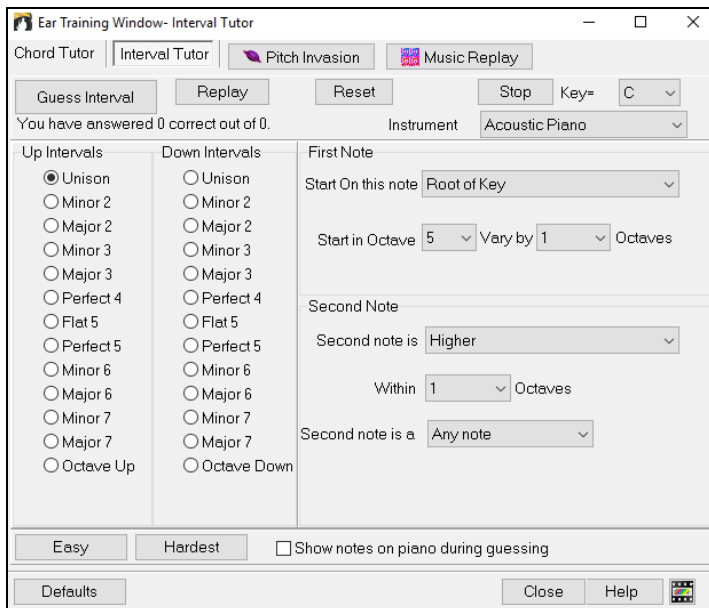 Ear Training Window- Interval Tutor
Chord Tutor Interval Tutor Pitch Invasion Music Replay
Guess Interval Replay Reset Stop Key= C
You have answered 0 correct out of 0. Instrument Acoustic Piano
Up Intervals Down Intervals First Note
Unison Unison Start On this note Root of Key
Minor 2 Minor 2
Major 2 Major 2
Minor 3 Minor 3 Start in Octave 5 Vary by 1 Octaves
Major 3 Major 3
Perfect 4 Perfect 4
Second Note
Flat 5 Flat 5
Perfect 5 Perfect 5 Second note is Higher
Minor 6 Minor 6
Major 6 Major 6 Within 1 Octaves
Minor 7 Minor 7
Major 7 Major 7 Second note is a Any note
Octave Up Octave Down
Easy Hardest Show notes on piano during guessing
Defaults Close Help